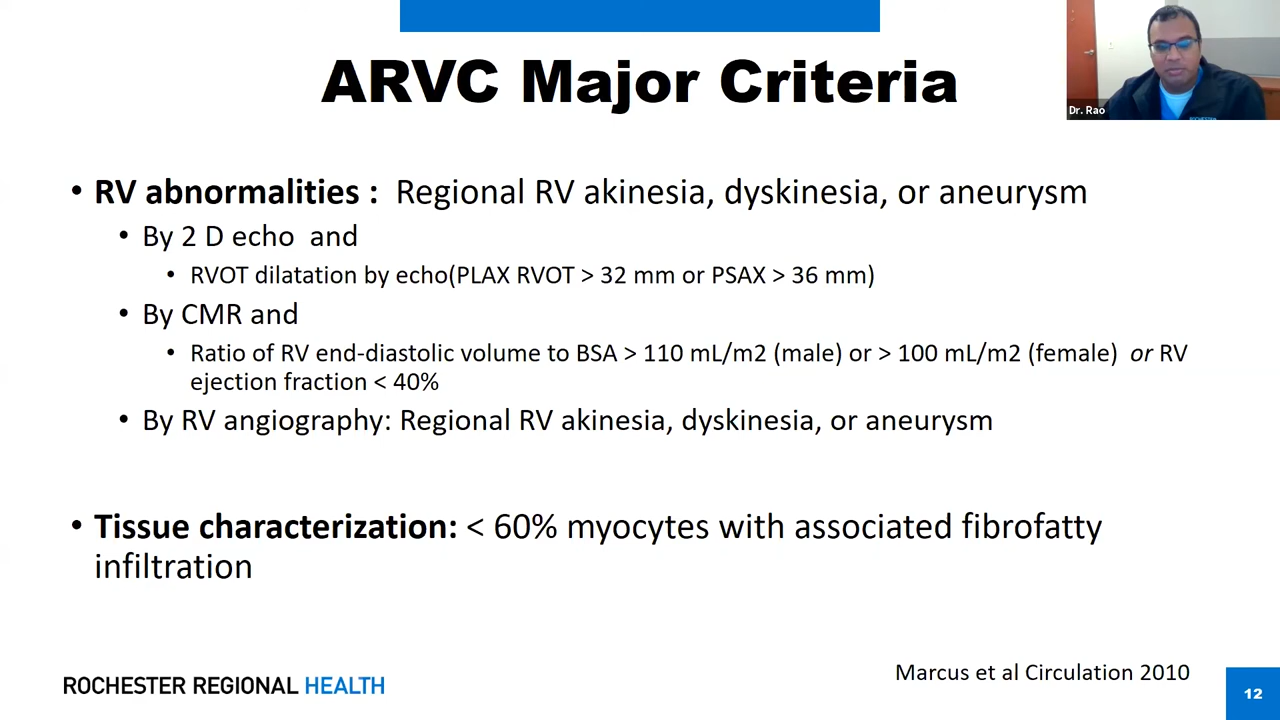 ARVC Major Criteria
Dr. Rao
ROCHESTER
• RV abnormalities : Regional RV akinesia, dyskinesia, or aneurysm
• By 2 D echo and
• RVOT dilatation by echo(PLAX RVOT > 32 mm or PSAX > 36 mm)
• By CMR and
• Ratio of RV end-diastolic volume to BSA > 110 mL/m2 (male) or > 100 mL/m2 (female) or RV
ejection fraction < 40%
• By RV angiography: Regional RV akinesia, dyskinesia, or aneurysm
• Tissue characterization: < 60% myocytes with associated fibrofatty
infiltration
Marcus et al Circulation 2010
ROCHESTER REGIONAL HEALTH
12